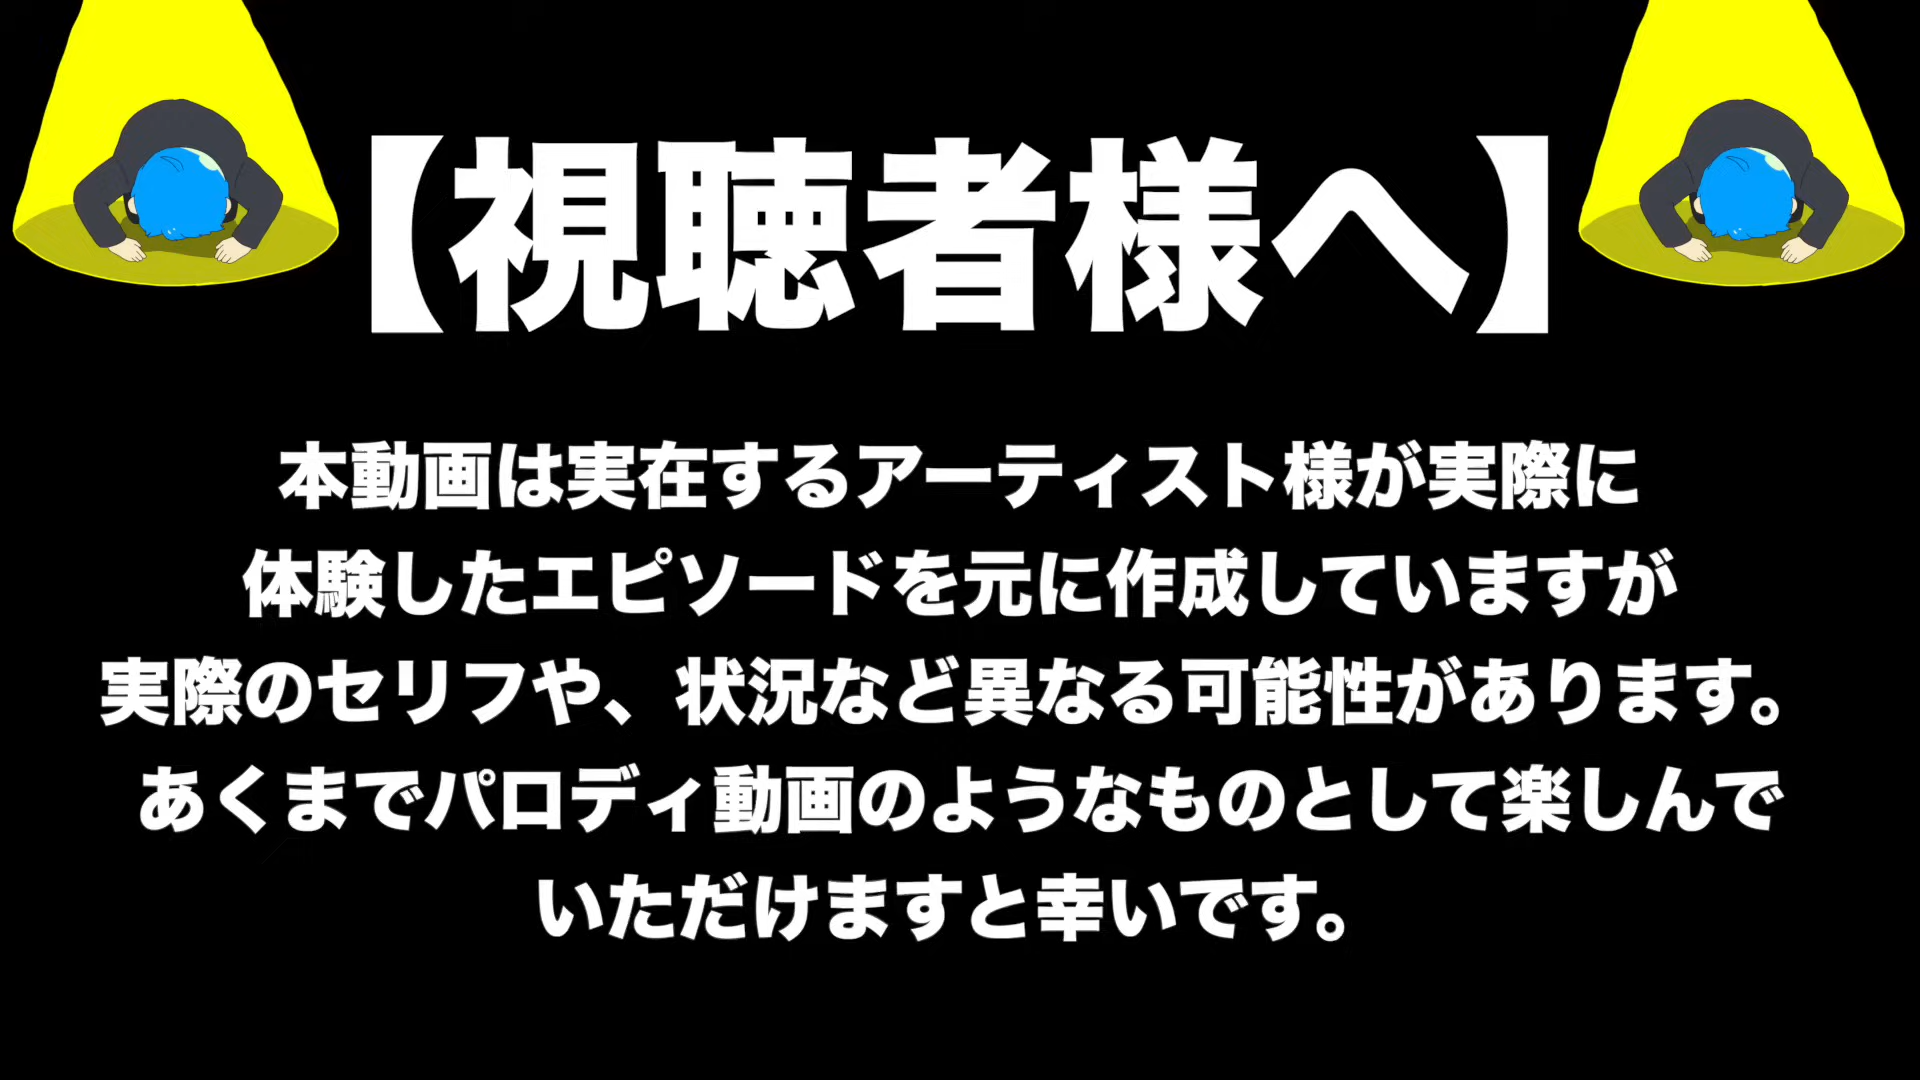 【視聴者様へ】
本動画は実在するアーティスト様が実際に
体験したエピソードを元に作成していますが
実際のセリフや、状況など異なる可能性があります。
あくまでパロディ動画のようなものとして楽しんで
いただけますと幸いです。